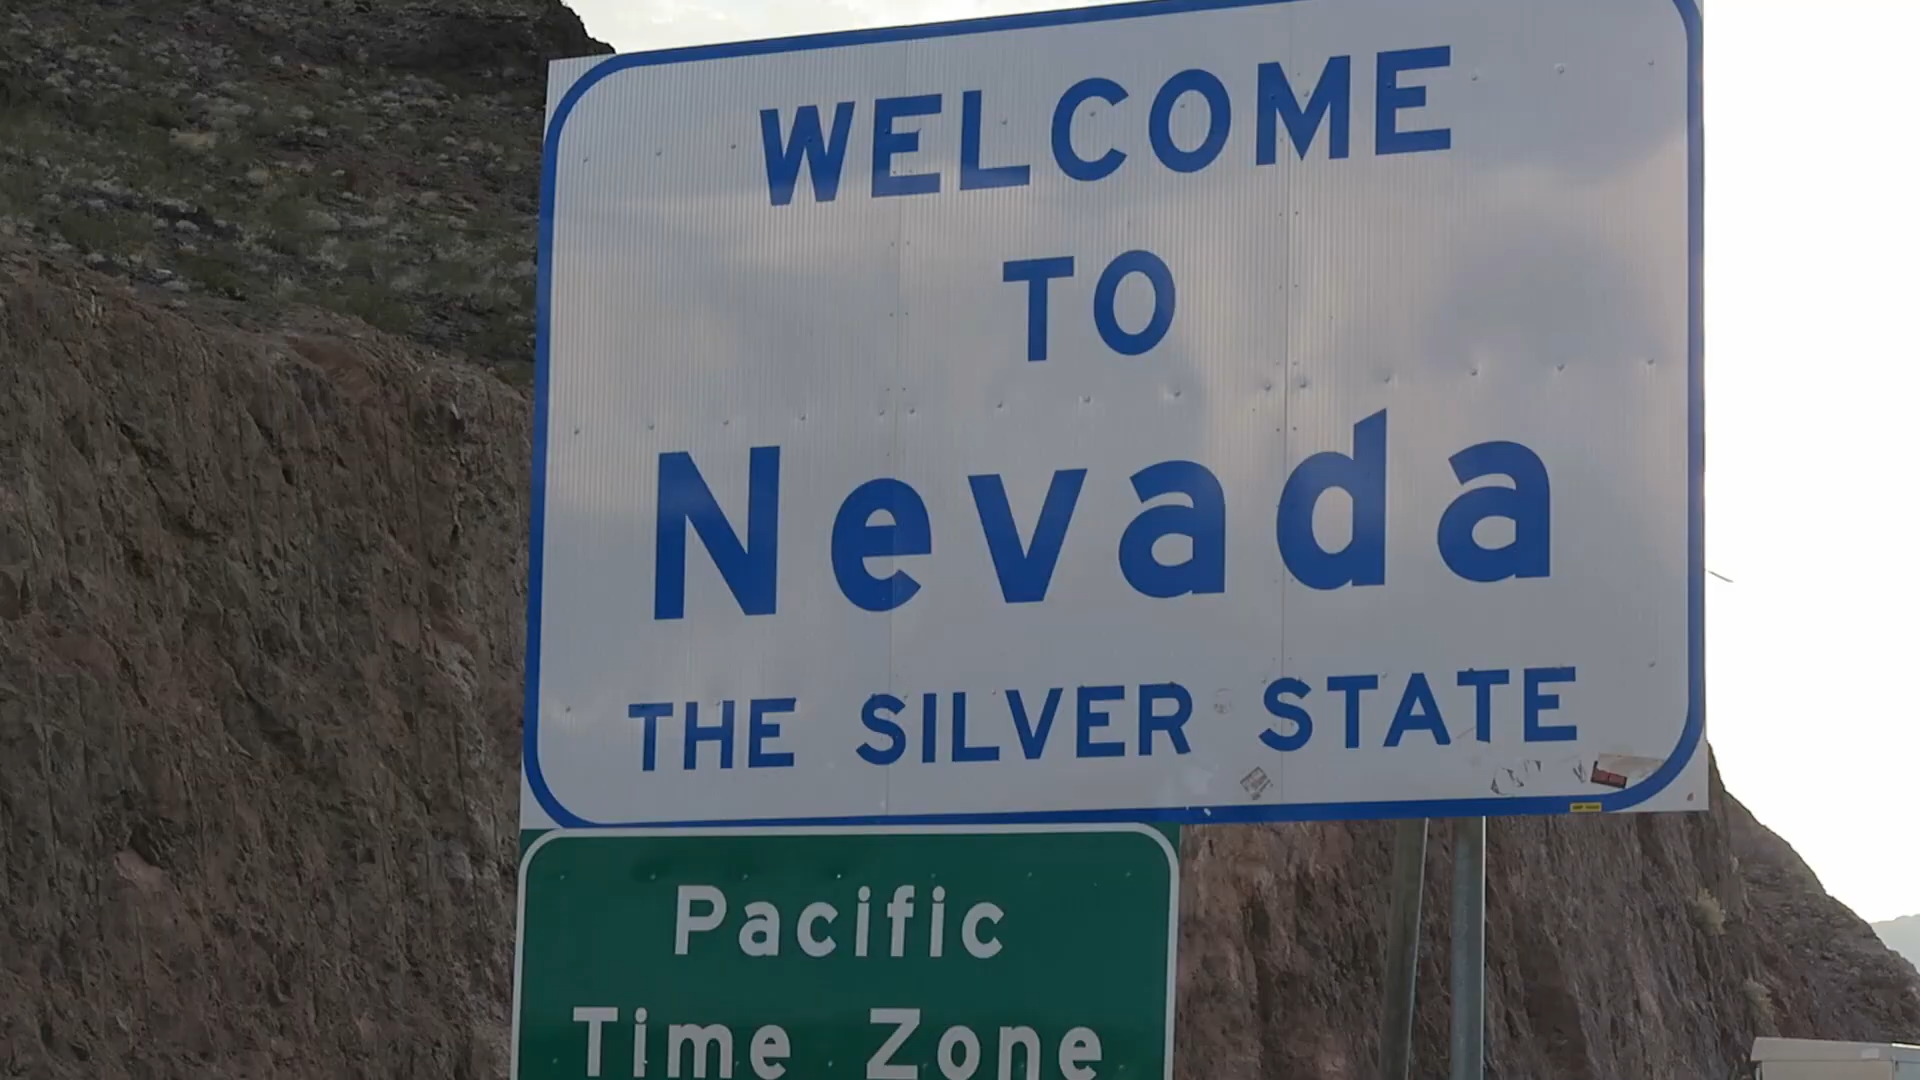 WELCOME
TO
Nevada
THE SILVER STATE
Pacific
Time Zone